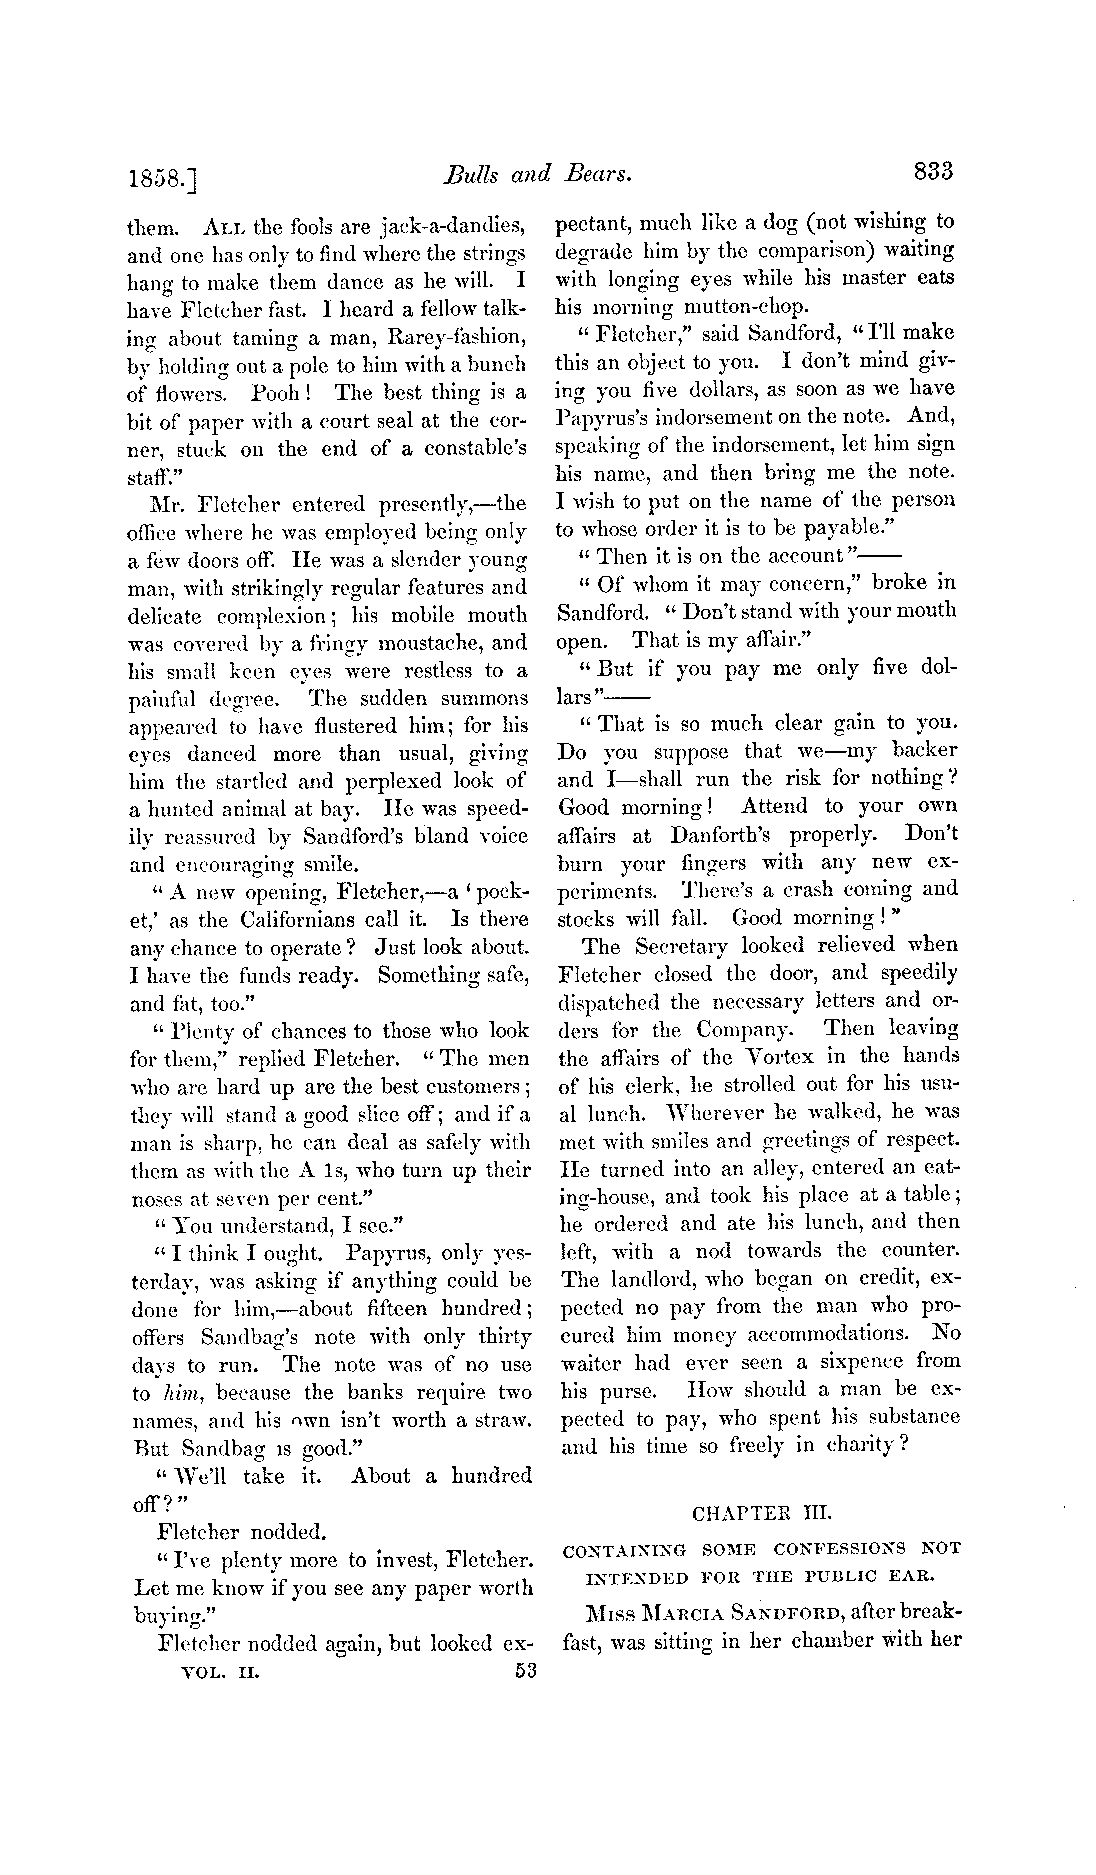 1858.] Bulls and Bears. 833
them. ALL the fools are jack-a-dandies,
and one has only to find where the strings
hang to make them dance as he will. I
have Fletcher fast. I heard a fellow talk-
ing about taming a man, Rarey-fashion,
by holding out a pole to him with a bunch
of flowers. Pooh! The best thing is a
bit of paper with a court seal at the cor-
ner, stuck on the end of a constable's
staff."
Mr. Fletcher entered presently,—the
office where he was employed being only
a few doors off. He was a slender young
man, with strikingly regular features and
delicate complexion; his mobile mouth
was covered by a fringy moustache, and
his small keen eyes were restless to a
painful degree. The sudden summons
appeared to have flustered him; for his
eyes danced more than usual, giving
him the startled and perplexed look of
a hunted animal at bay. He was speed-
ily reassured by Sandford's bland voice
and encouraging smile.
"A new opening, Fletcher,—a 'pock-
et,' as the Californians call it. Is there
any chance to operate? Just look about.
I have the funds ready. Something safe,
and fat, too."
"Plenty of chances to those who look
for them," replied Fletcher. "The men
who are hard up are the best customers;
they will stand a good slice off; and if a
man is sharp, he can deal as safely with
them as with the A 1s, who turn up their
noses at seven per cent."
"You understand, I see."
"I think I ought. Papyrus, only yes-
terday, was asking if anything could be
done for him,—about fifteen hundred;
offers Sandbag's note with only thirty
days to run. The note was of no use
to him, because the banks require two
names, and his own isn't worth a straw.
But Sandbag is good."
"We'll take it. About a hundred
off?"
Fletcher nodded.
"I've plenty more to invest, Fletcher.
Let me know if you see any paper worth
buying."
Fletcher nodded again, but looked ex-
VOL. II. 53
pectant, much like a dog (not wishing to
degrade him by the comparison) waiting
with longing eyes while his master eats
his morning mutton-chop.
"Fletcher," said Sandford, "I'll make
this an object to you. I don't mind giv-
ing you five dollars, as soon as we have
Papyrus's indorsement on the note. And,
speaking of the indorsement, let him sign
his name, and then bring me the note.
I wish to put on the name of the person
to whose order it is to be payable."
"Then it is on the account"——
"Of whom it may concern," broke in
Sandford. "Don't stand with your mouth
open. That is my affair."
"But if you pay me only five dol-
lars"——
"That is so much clear gain to you.
Do you suppose that we—my backer
and I—shall run the risk for nothing?
Good morning! Attend to your own
affairs at Danforth's properly. Don't
burn your fingers with any new ex-
periments. There's a crash coming and
stocks will fall. Good morning!"
The Secretary looked relieved when
Fletcher closed the door, and speedily
dispatched the necessary letters and or-
ders for the Company. Then leaving
the affairs of the Vortex in the hands
of his clerk, he strolled out for his usu-
al lunch. Wherever he walked, he was
met with smiles and greetings of respect.
He turned into an alley, entered an eat-
ing-house, and took his place at a table;
he ordered and ate his lunch, and then
left, with a nod towards the counter.
The landlord, who began on credit, ex-
pected no pay from the man who pro-
cured him money accommodations. No
waiter had ever seen a sixpence from
his purse. How should a man be ex-
pected to pay, who spent his substance
and his time so freely in charity?
CHAPTER III.
CONTAINING SOME CONFESSIONS NOT
INTENDED FOR THE PUBLIC EAR.
MISS MARCIA SANDFORD, after break-
fast, was sitting in her chamber with her